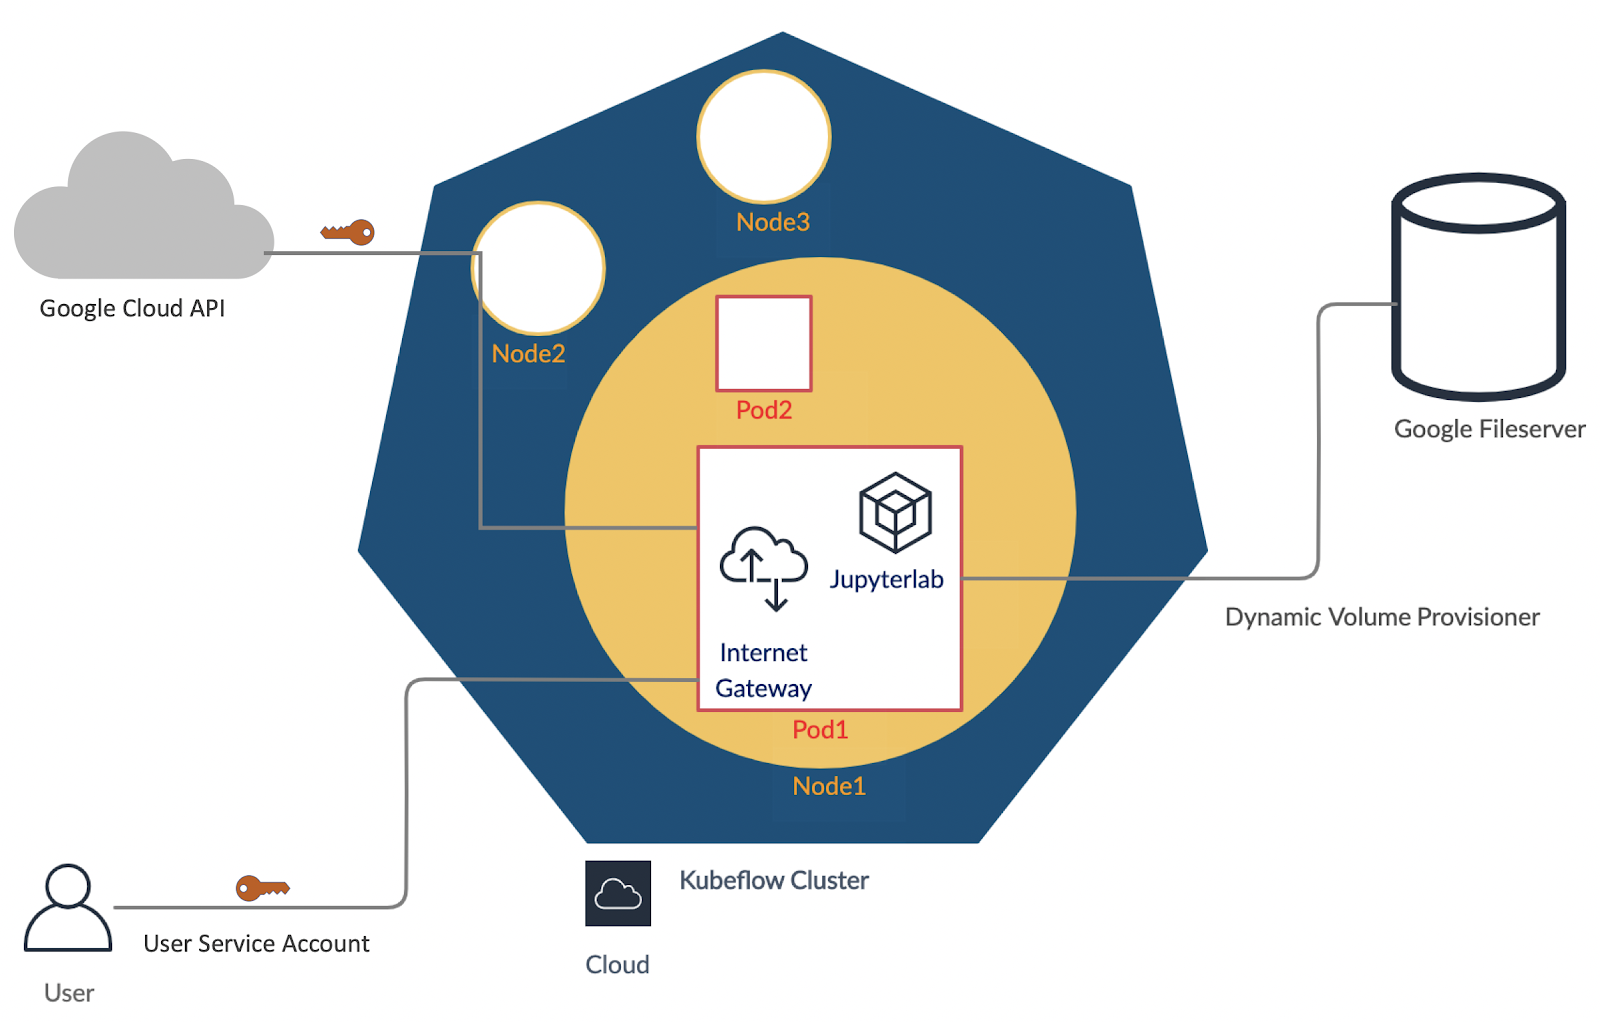 Node3
Google Cloud API
Node2
Pod2
Google Fileserver
Jupyterlab
Dynamic Volume Provisioner
Internet
Gateway
Pod1
Node1
Kubeflow Cluster
User Service Account
Cloud
User